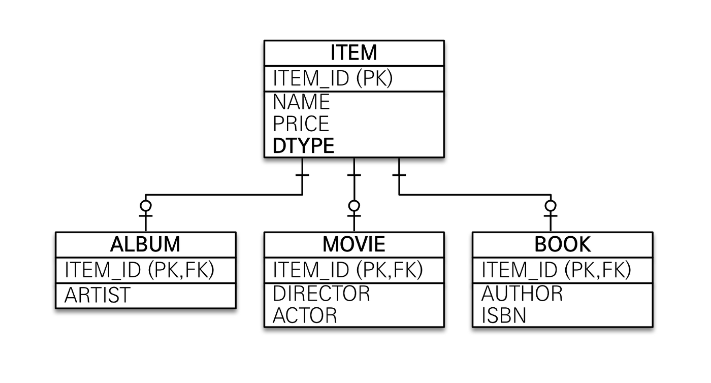 ITEM
ITEM_ID (PK)
NAME
PRICE
DTYPE
ALBUM
ITEM_ID (PK,FK)
ARTIST
MOVIE
ITEM_ID (PK,FK)
DIRECTOR
ACTOR
BOOK
ITEM_ID (PK,FK)
AUTHOR
ISBN